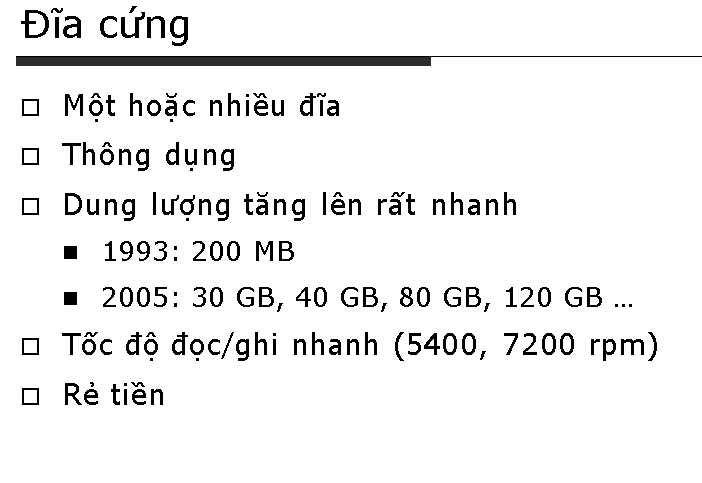 Đĩa cứng
Một hoặc nhiều đĩa
Thông dụng
Dung lượng tăng lên rất nhanh
1993: 200 MB
2005: 30 GB, 40 GB, 80 GB, 120 GB …
Tốc độ đọc/ghi nhanh (5400, 7200 rpm)
Rẻ tiền